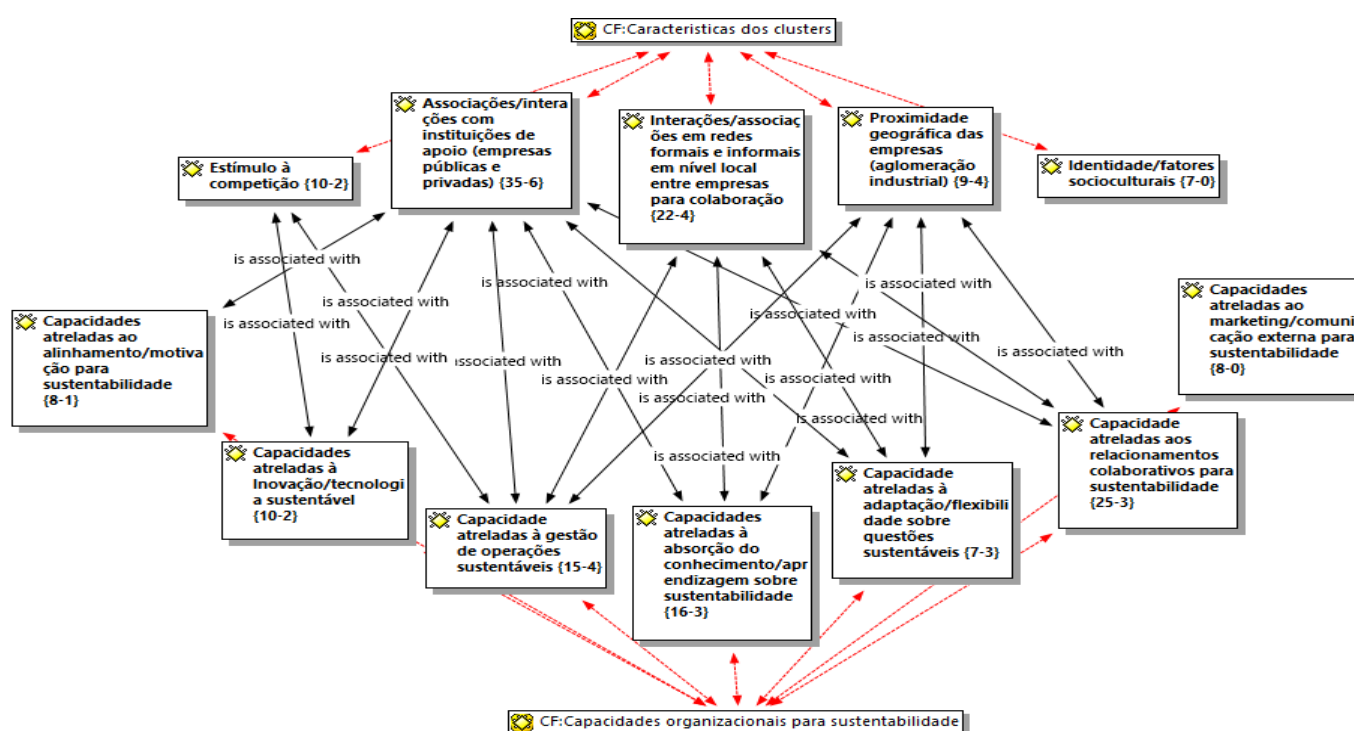 CF:Caracteristicas dos clusters
Associações/intera
ções com
instituições de
apoio (empresas
públicas e
privadas) {35-6}
Interações/associaç
ões em redes
formais e informais
em nível local
entre empresas
para colaboração
{22-4}
Proximidade
geográfica das
empresas
(aglomeração
industrial) {9-4}
Estímulo à
competição {10-2}
Identidade/fatores
socioculturais {7-0}
is associated with
is associated with
is associated with
is associated with
is associated with
is associated with
is associated with
is associated with
is associated with
.ssociated with
is associated with
is associated with
is associated with
is associated with
is associated with
Capacidades
atreladas ao
alinhamento/motiva
ção para
sustentabilidade
{8-1}
Capacidades
atreladas ao
marketing/comuni
cação externa para
sustentabilidade
{8-0}
Capacidades
atreladas à
Inovação/tecnologi
a sustentável
{10-2}
Capacidade
atreladas à gestão
de operações
sustentáveis {15-4}
Capacidades
atreladas à
absorção do
conhecimento/apr
endizagem sobre
sustentabilidade
{16-3}
Capacidade
atreladas à
adaptação/flexibili
dade sobre
questões
sustentáveis {7-3}
Capacidade
atreladas aos
relacionamentos
colaborativos para
sustentabilidade
{25-3}
CF:Capacidades organizacionais para sustentabilidade